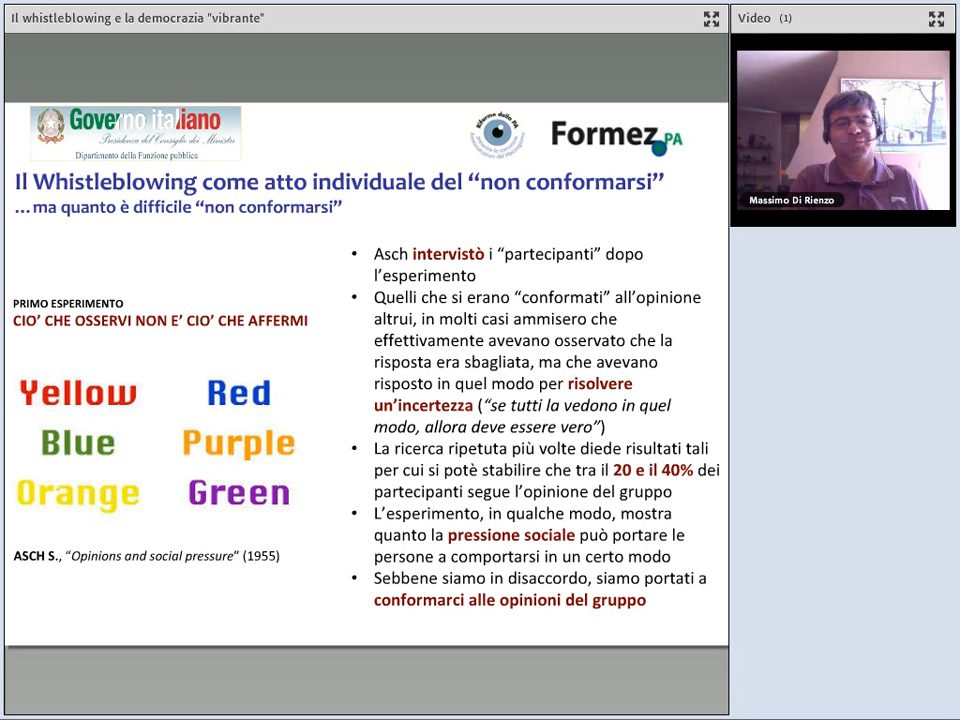 Il whistleblowing e la democrazia "vibrante"
Video (1)
Governo italiano
Presidenza del Consiglio dei Ministri
Dipartimento della Funzione pubblica
Riforme della PA
Formez PA
Massimo Di Rienzo
Il Whistleblowing come atto individuale del “non conformarsi”
…ma quanto è difficile “non conformarsi”
PRIMO ESPERIMENTO
CIO’ CHE OSSERVI NON E’ CIO’ CHE AFFERMI
Yellow Red
Blue Purple
Orange Green
ASCH S., “Opinions and social pressure” (1955)
• Asch intervistò i “partecipanti” dopo
l’esperimento
• Quelli che si erano “conformati” all’opinione
altrui, in molti casi ammisero che
effettivamente avevano osservato che la
risposta era sbagliata, ma che avevano
risposto in quel modo per risolvere
un’incertezza (“se tutti la vedono in quel
modo, allora deve essere vero”)
• La ricerca ripetuta più volte diede risultati tali
per cui si potè stabilire che tra il 20 e il 40% dei
partecipanti segue l’opinione del gruppo
• L’esperimento, in qualche modo, mostra
quanto la pressione sociale può portare le
persone a comportarsi in un certo modo
• Sebbene siamo in disaccordo, siamo portati a
conformarci alle opinioni del gruppo